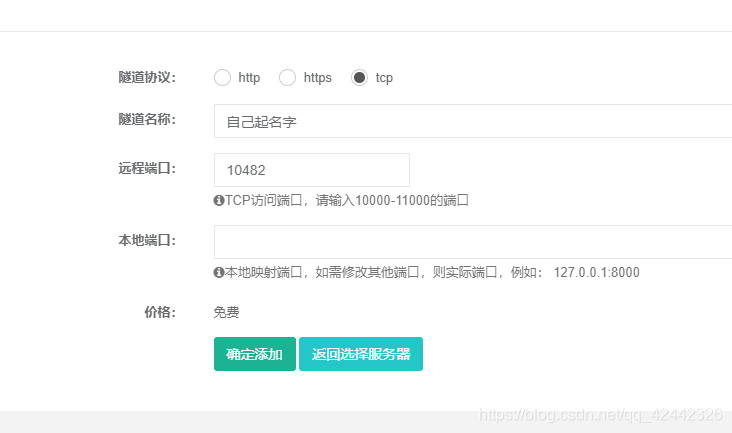 隧道协议： http https tcp
隧道名称： 自己起名字
远程端口： 10482
TCP访问端口，请输入10000-11000的端口
本地端口：
本地映射端口，如需修改其他端口，则实际端口，例如： 127.0.0.1:8000
价格： 免费
确定添加 返回选择服务器
https://blog.csdn.net/qq_42442326